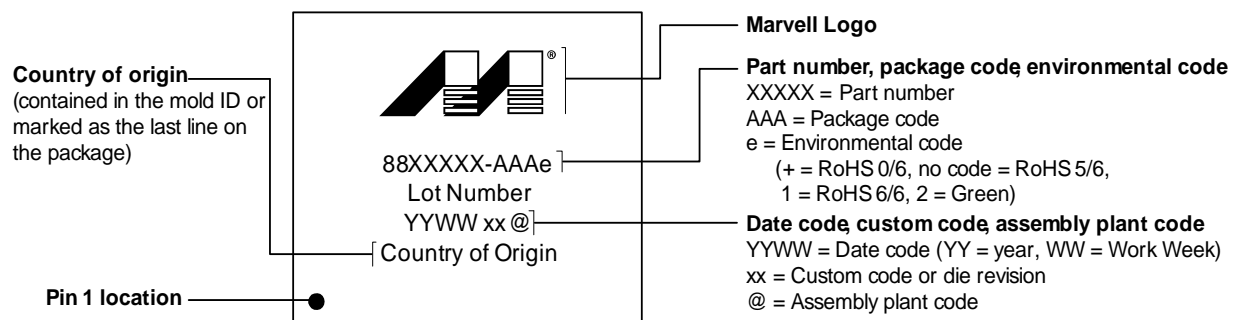 Marvell Logo
Country of origin
(contained in the mold ID or
marked as the last line on
the package)
Part number, package code, environmental code
XXXXX = Part number
AAA = Package code
e = Environmental code
(+ = RoHS 0/6, no code = RoHS 5/6,
1 = RoHS 6/6, 2 = Green)
®
88XXXXX-AAAe
Lot Number
YYWW xx @
Country of Origin
Date code, custom code, assembly plant code
YYWW = Date code (YY = year, WW = Work Week)
xx = Custom code or die revision
@ = Assembly plant code
Pin 1 location